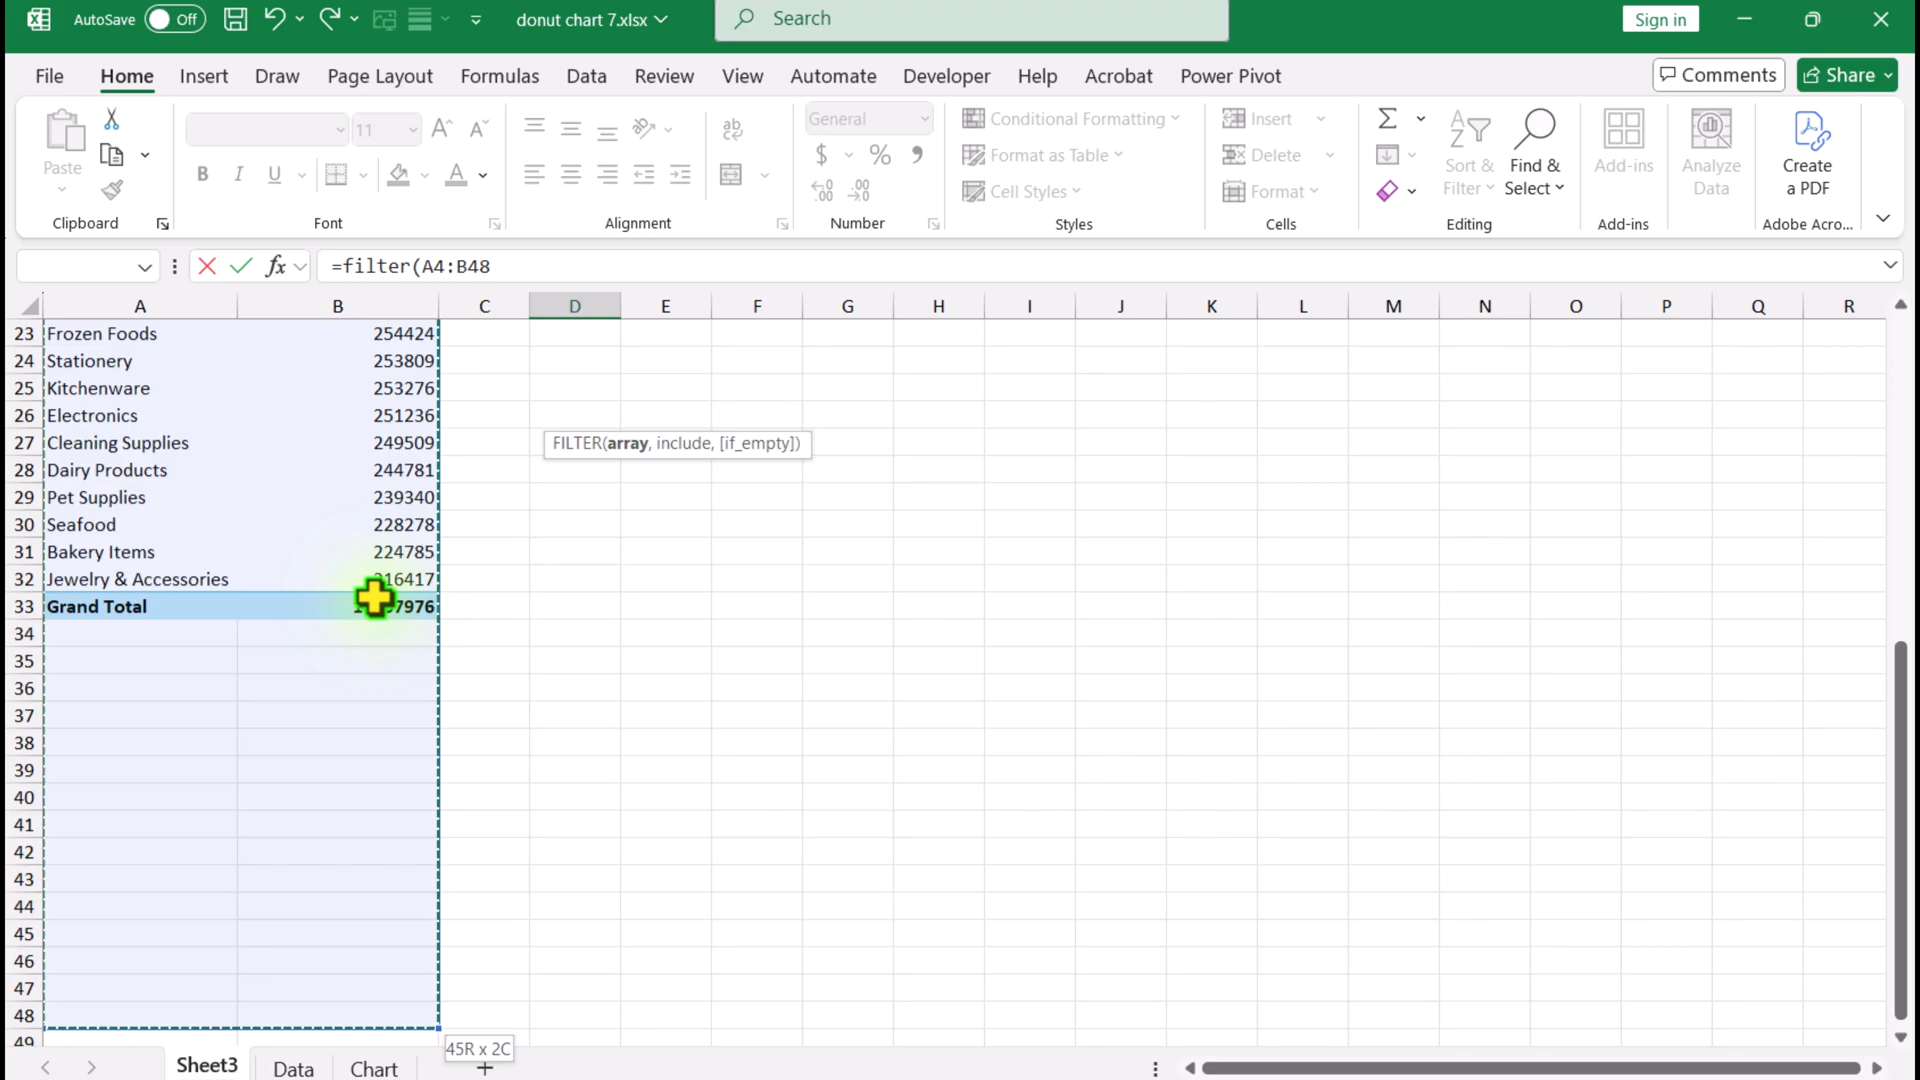 AutoSave Off donut chart 7.xlsx Search Sign in
File Home Insert Draw Page Layout Formulas Data Review View Automate Developer Help Acrobat Power Pivot Comments Share
Paste
11 A A
B I U A
ab
General
$ % 9
.00 .00
Conditional Formatting
Format as Table
Cell Styles
Insert
Delete
Format
Sort & Filter
Find & Select
Add-ins
Analyze Data
Create a PDF
Clipboard Font Alignment Number Styles Cells Editing Add-ins Adobe Acro...
fx =filter(A4:B48
A B C D E F G H I J K L M N O P Q R
23 Frozen Foods 254424
24 Stationery 253809
25 Kitchenware 253276
26 Electronics 251236
27 Cleaning Supplies 249509
FILTER(array, include, [if_empty])
28 Dairy Products 244781
29 Pet Supplies 239340
30 Seafood 228278
31 Bakery Items 224785
32 Jewelry & Accessories
33 Grand Total
34
35
36
37
38
39
40
41
42
43
44
45
46
47
48
49
45R x 2C
Sheet3 Data Chart +